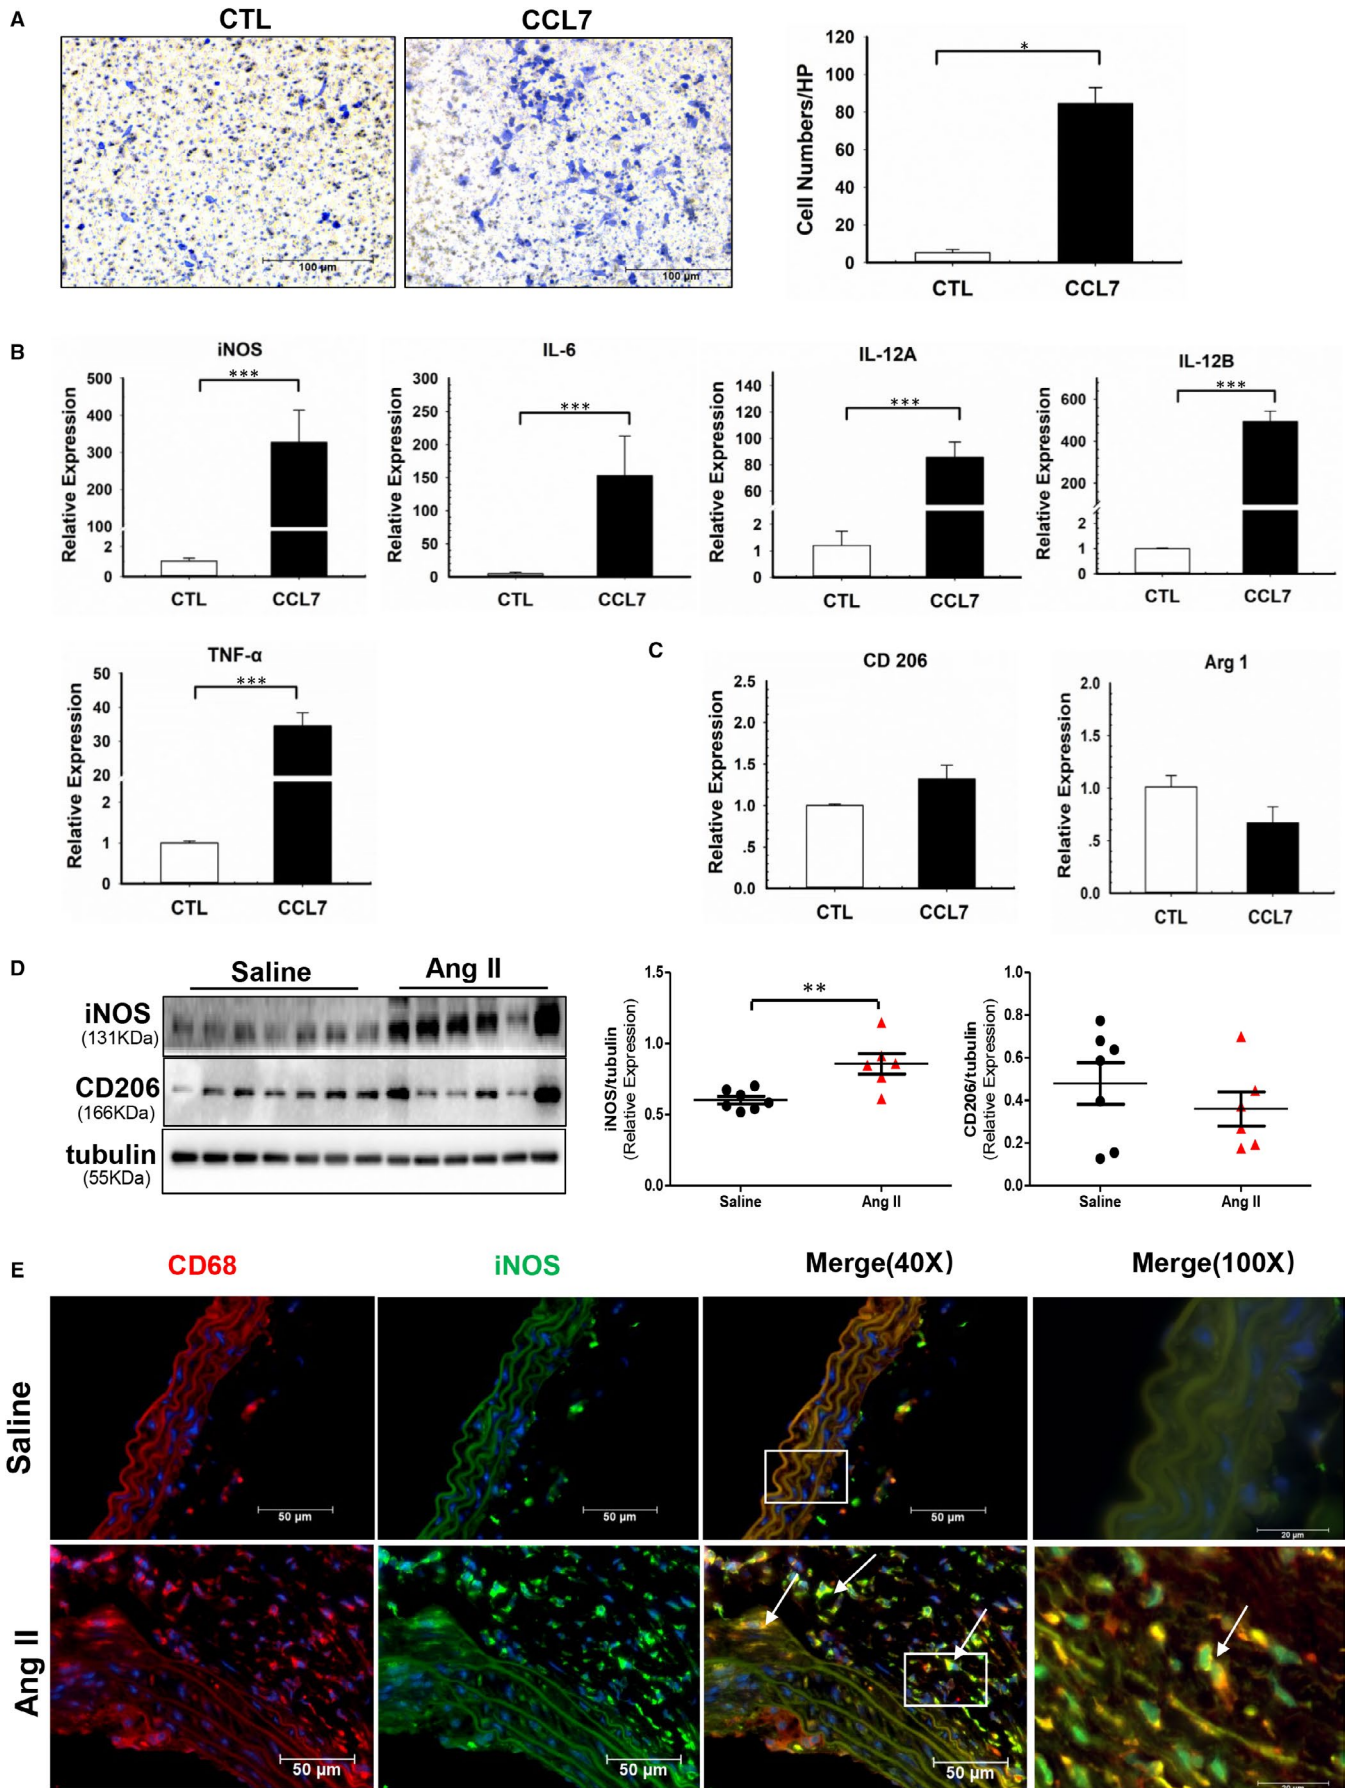 A
CTL
CCL7
100 µm
100 µm
Cell Numbers/HP
120
100
80
60
40
20
0
*
CTL
CCL7
B
iNOS
Relative Expression
500
400
300
200
100
2
1
0
***
CTL
CCL7
IL-6
Relative Expression
300
250
200
150
100
50
0
***
CTL
CCL7
IL-12A
Relative Expression
140
120
100
80
60
2
1
0
***
CTL
CCL7
IL-12B
Relative Expression
600
400
200
2
1
0
***
CTL
CCL7
TNF-α
Relative Expression
50
40
30
20
2
1
0
***
CTL
CCL7
C
CD 206
Relative Expression
2.5
2.0
1.5
1.0
.5
0.0
CTL
CCL7
Arg 1
Relative Expression
2.0
1.5
1.0
.5
0.0
CTL
CCL7
D
Saline
Ang II
iNOS
(131KDa)
CD206
(166KDa)
tubulin
(55KDa)
iNOS/tubulin
(Relative Expression)
1.5
1.0
0.5
0.0
**
Saline
Ang II
CD206/tubulin
(Relative Expression)
1.0
0.8
0.6
0.4
0.2
0.0
Saline
Ang II
E
CD68
iNOS
Merge(40X)
Merge(100X)
Saline
50 µm
50 µm
50 µm
20 µm
Ang II
50 µm
50 µm
50 µm
20 µm